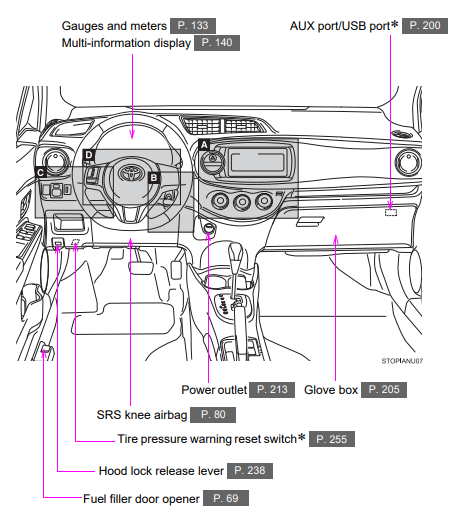 Gauges and meters P. 133
AUX port/USB port* P. 200
Multi-information display P. 140
A
D
C
B
STOPIANU07
Power outlet P. 213
Glove box P. 205
SRS knee airbag P. 80
Tire pressure warning reset switch* P. 255
Hood lock release lever P. 238
Fuel filler door opener P. 69